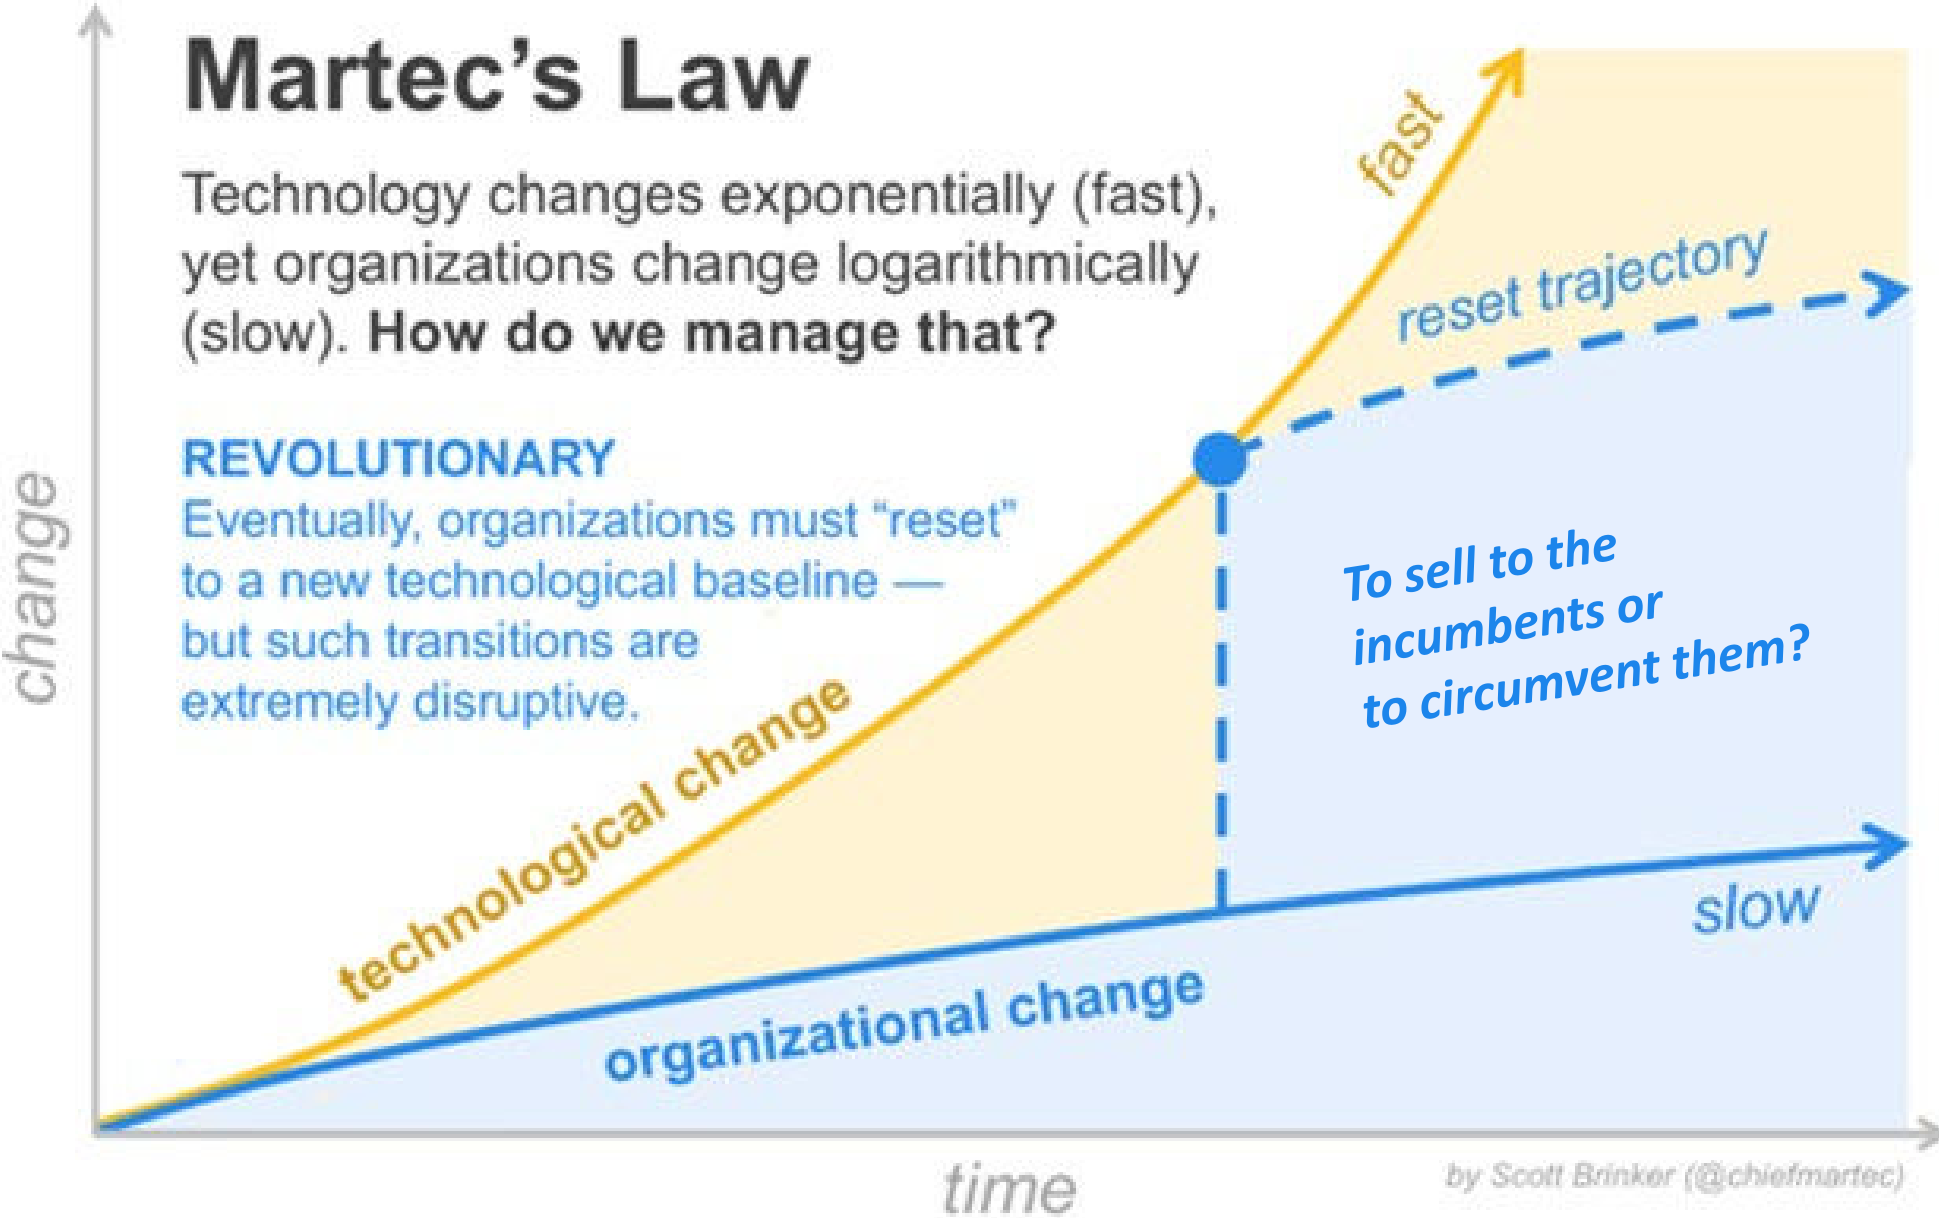 Martec’s Law
Technology changes exponentially (fast),
yet organizations change logarithmically
(slow). How do we manage that?
REVOLUTIONARY
Eventually, organizations must “reset”
to a new technological baseline —
but such transitions are
extremely disruptive.
fast
reset trajectory
To sell to the
incumbents or
to circumvent them?
technological change
organizational change
slow
change
time
by Scott Brinker (@chiefmartec)